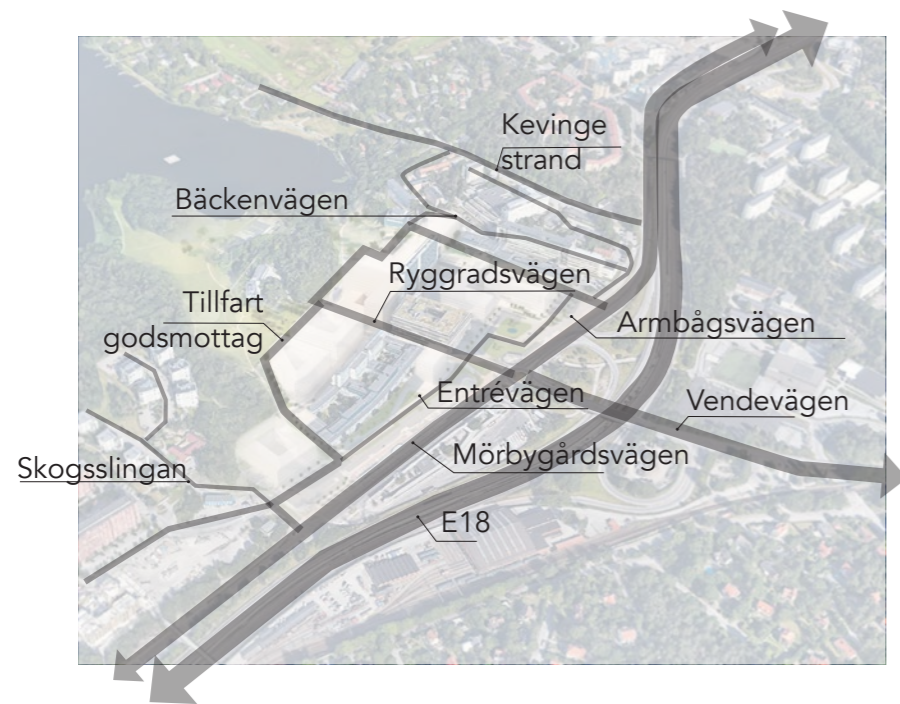 Kevinge
strand
Bäckenvägen
Ryggradsvägen
Tillfart
godsmottag
Armbågsvägen
Entrévägen
Vendevägen
Mörbygårdsvägen
Skogsslingan
E18